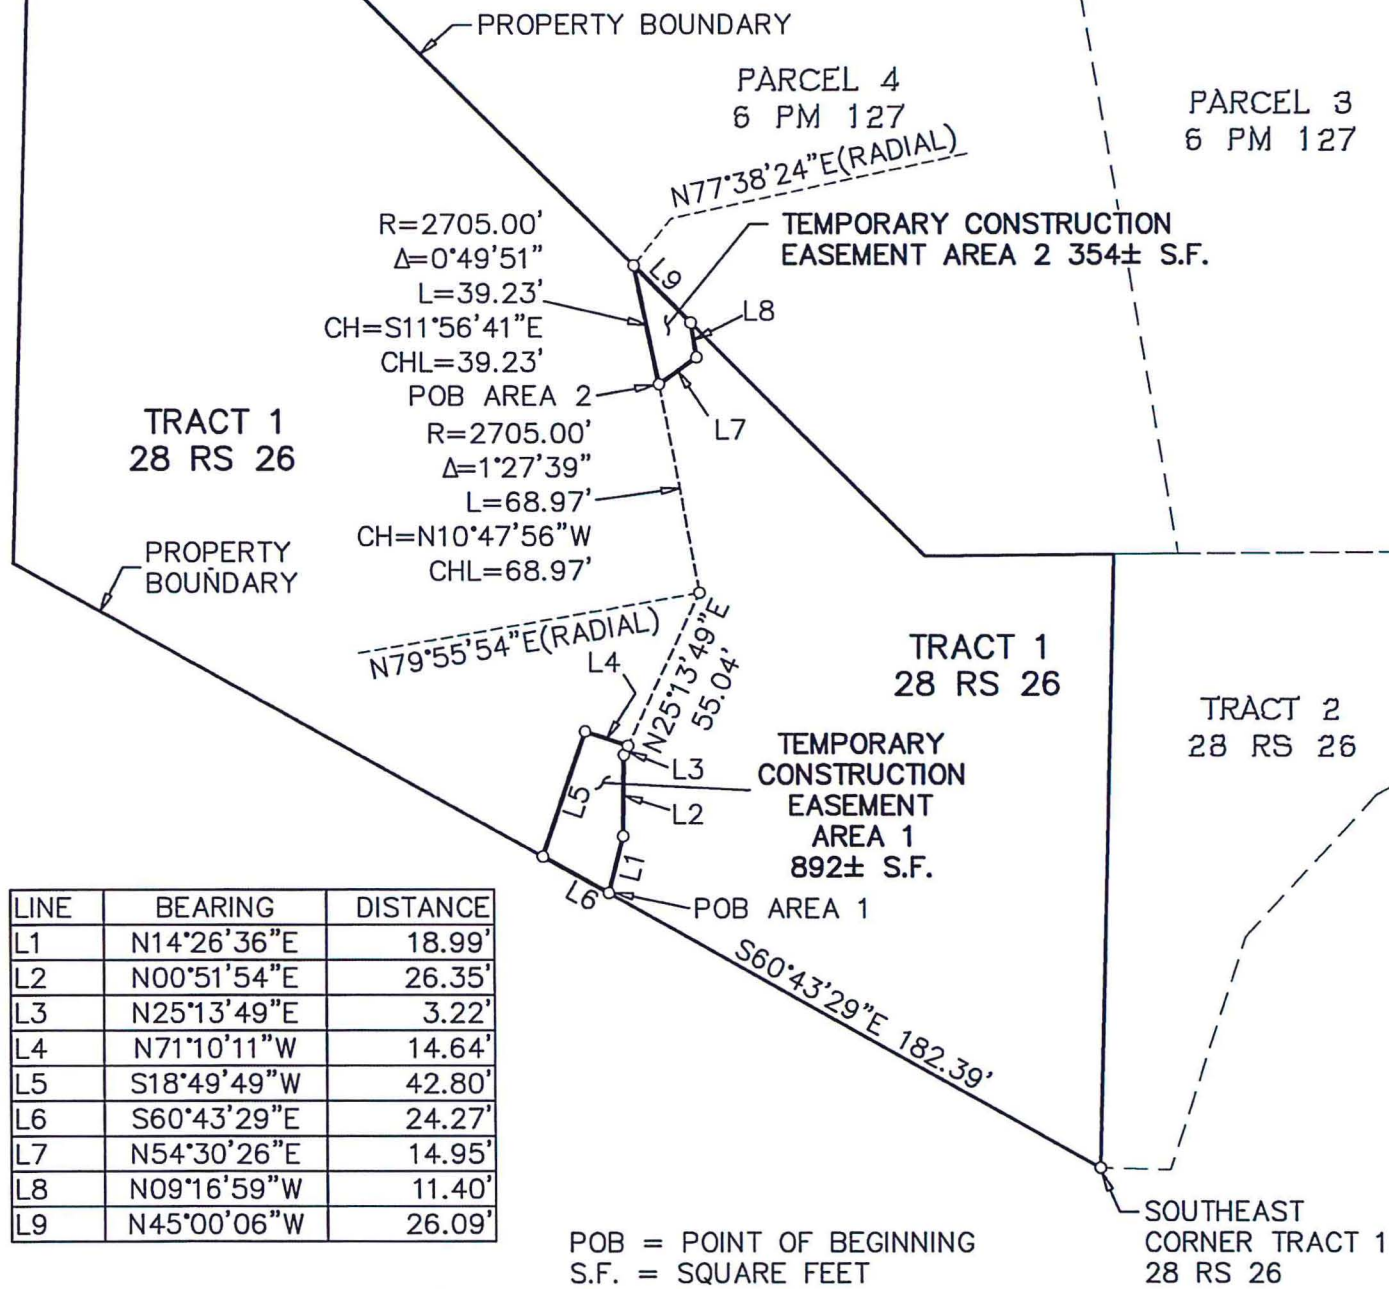 PROPERTY BOUNDARY
PARCEL 4
6 PM 127
PARCEL 3
6 PM 127
N77°38'24"E(RADIAL)
R=2705.00'
Δ=0°49'51"
L=39.23'
CH=S11°56'41"E
CHL=39.23'
POB AREA 2
TEMPORARY CONSTRUCTION
EASEMENT AREA 2 354± S.F.
L9
L8
L7
TRACT 1
28 RS 26
R=2705.00'
Δ=1°27'39"
L=68.97'
CH=N10°47'56"W
CHL=68.97'
PROPERTY
BOUNDARY
N79°55'54"E(RADIAL)
N25°13'49"E
55.04'
TRACT 1
28 RS 26
TRACT 2
28 RS 26
L4
L3
L5
L2
L1
L6
TEMPORARY
CONSTRUCTION
EASEMENT
AREA 1
892± S.F.
POB AREA 1
S60°43'29"E 182.39'
LINE BEARING DISTANCE
L1 N14°26'36"E 18.99'
L2 N00°51'54"E 26.35'
L3 N25°13'49"E 3.22'
L4 N71°10'11"W 14.64'
L5 S18°49'49"W 42.80'
L6 S60°43'29"E 24.27'
L7 N54°30'26"E 14.95'
L8 N09°16'59"W 11.40'
L9 N45°00'06"W 26.09'
POB = POINT OF BEGINNING
S.F. = SQUARE FEET
SOUTHEAST
CORNER TRACT 1
28 RS 26